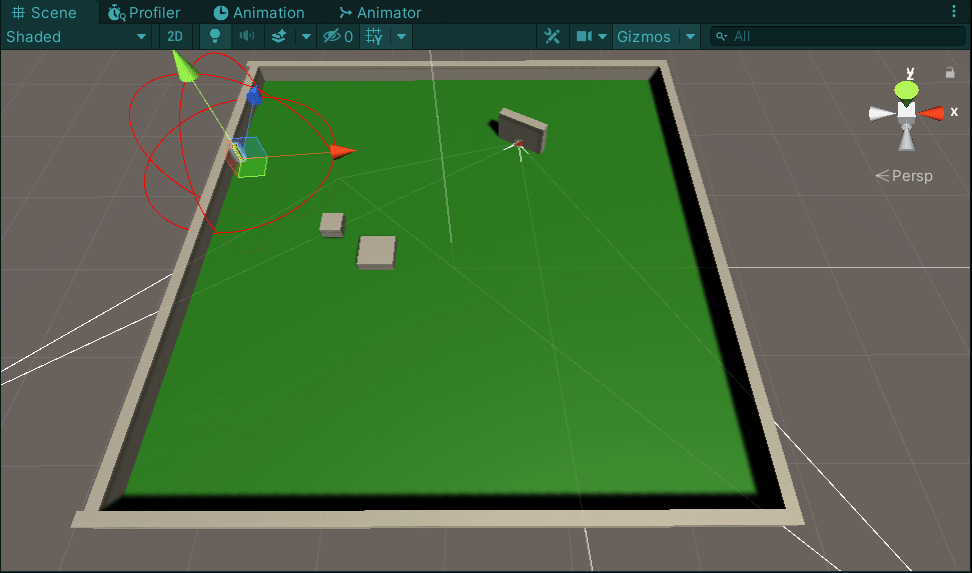 Scene Profiler Animation Animator
Shaded 2D 0 Gizmos All
y
x
Persp